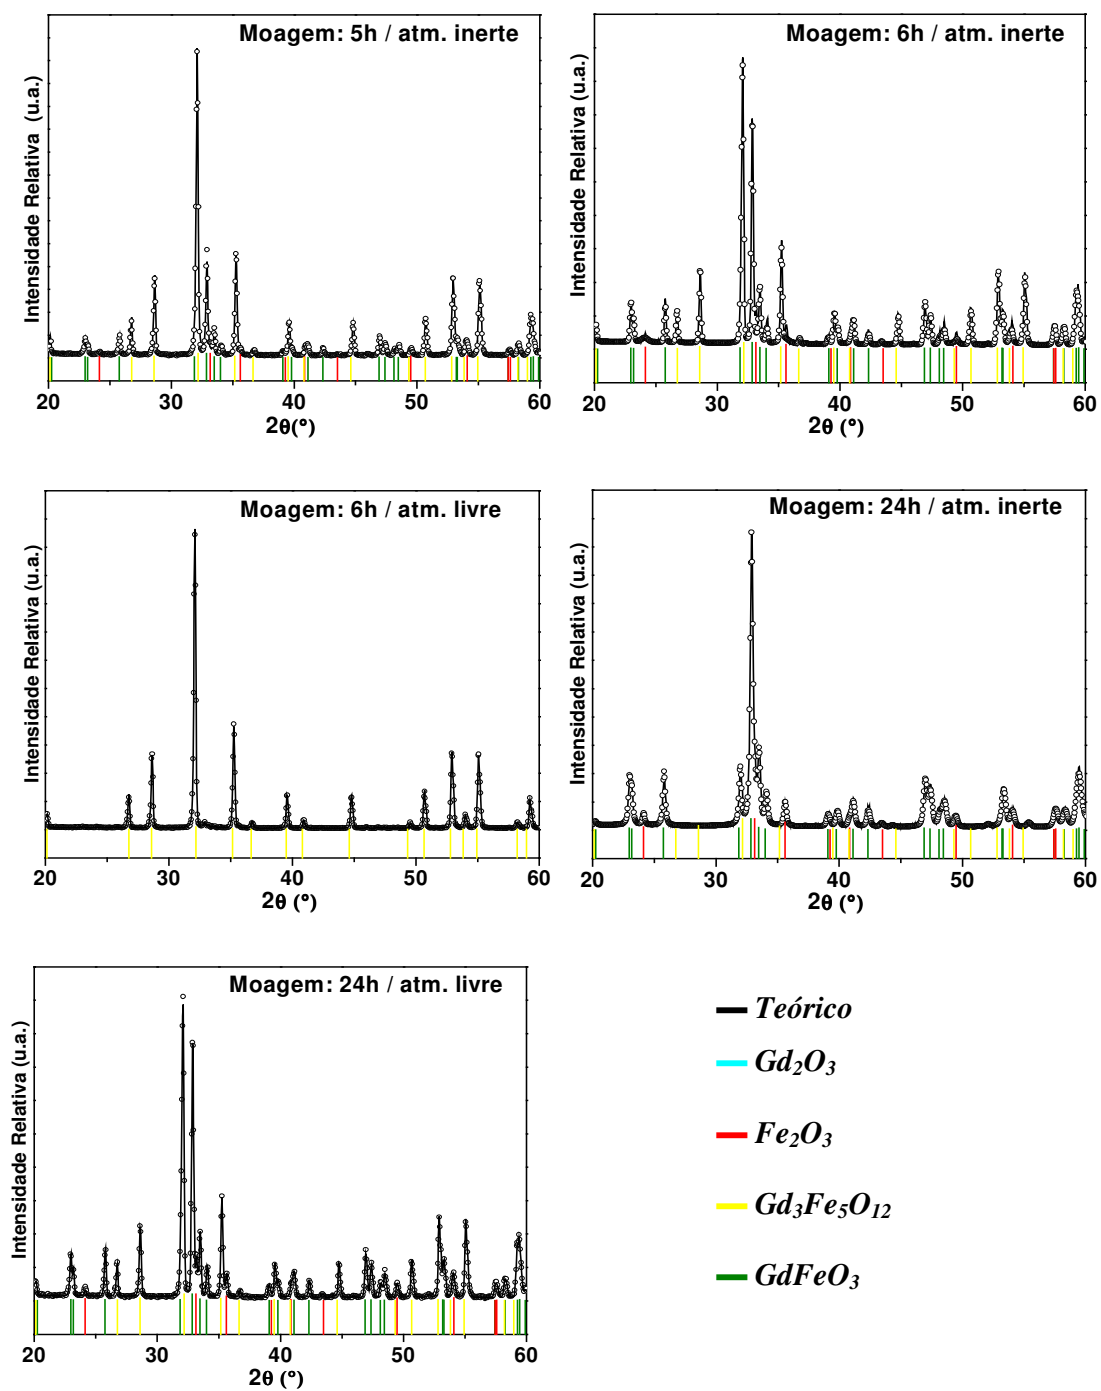 Moagem: 5h / atm. inerte
Intensidade Relativa (u.a.)
20 30 40 50 60
2θ(°)
Moagem: 6h / atm. inerte
Intensidade Relativa (u.a.)
20 30 40 50 60
2θ (°)
Moagem: 6h / atm. livre
Intensidade Relativa (u.a.)
20 30 40 50 60
2θ (°)
Moagem: 24h / atm. inerte
Intensidade Relativa (u.a.)
20 30 40 50 60
2θ (°)
Moagem: 24h / atm. livre
Intensidade Relativa (u.a.)
20 30 40 50 60
2θ (°)
Teórico
Gd₂O₃
Fe₂O₃
Gd₃Fe₅O₁₂
GdFeO₃